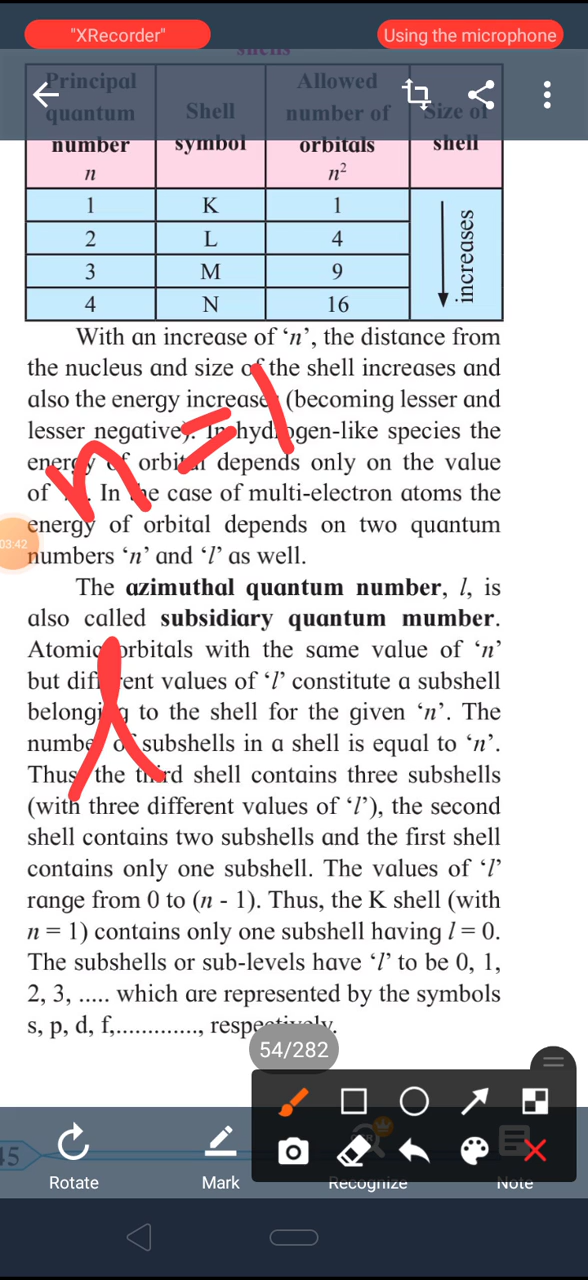 "XRecorder"
Using the microphone
shells
Principal quantum number n
Shell symbol
Allowed number of orbitals n²
Size of shell
1 K 1
2 L 4
3 M 9
4 N 16
increases
With an increase of ‘n’, the distance from
the nucleus and size of the shell increases and
also the energy increases (becoming lesser and
lesser negative). In hydrogen-like species the
energy of orbital depends only on the value
of . In the case of multi-electron atoms the
energy of orbital depends on two quantum
numbers ‘n’ and ‘l’ as well.
n = 1
The azimuthal quantum number, l, is
also called subsidiary quantum mumber.
Atomic orbitals with the same value of ‘n’
but different values of ‘l’ constitute a subshell
belonging to the shell for the given ‘n’. The
number of subshells in a shell is equal to ‘n’.
Thus, the third shell contains three subshells
(with three different values of ‘l’), the second
shell contains two subshells and the first shell
contains only one subshell. The values of ‘l’
range from 0 to (n - 1). Thus, the K shell (with
n = 1) contains only one subshell having l = 0.
The subshells or sub-levels have ‘l’ to be 0, 1,
2, 3, ..... which are represented by the symbols
s, p, d, f,............., respectively.
03:42
54/282
45
Rotate
Mark
Recognize
Note